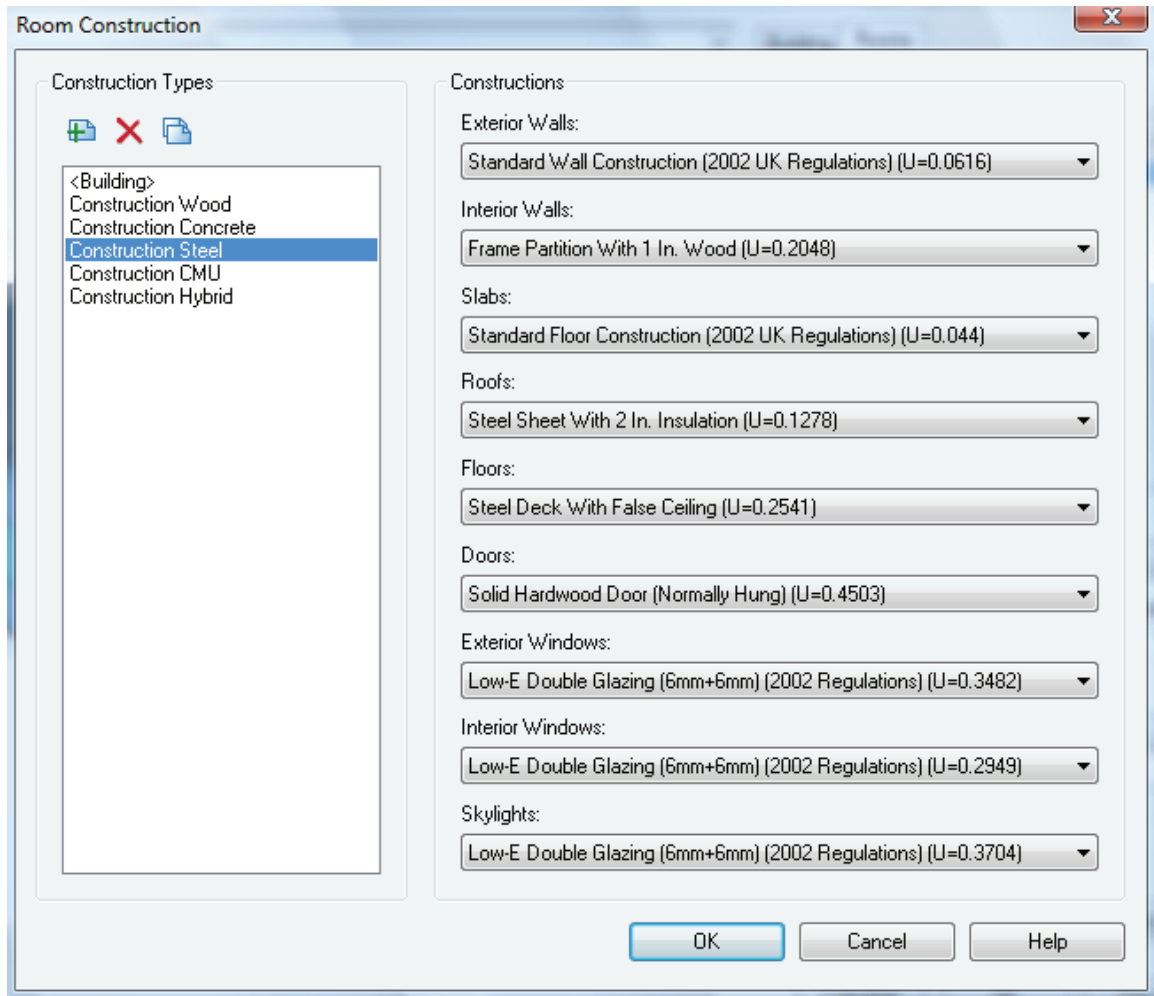 Room Construction
Construction Types
<Building>
Construction Wood
Construction Concrete
Construction Steel
Construction CMU
Construction Hybrid
Constructions
Exterior Walls:
Standard Wall Construction (2002 UK Regulations) (U=0.0616)
Interior Walls:
Frame Partition With 1 In. Wood (U=0.2048)
Slabs:
Standard Floor Construction (2002 UK Regulations) (U=0.044)
Roofs:
Steel Sheet With 2 In. Insulation (U=0.1278)
Floors:
Steel Deck With False Ceiling (U=0.2541)
Doors:
Solid Hardwood Door (Normally Hung) (U=0.4503)
Exterior Windows:
Low-E Double Glazing (6mm+6mm) (2002 Regulations) (U=0.3482)
Interior Windows:
Low-E Double Glazing (6mm+6mm) (2002 Regulations) (U=0.2949)
Skylights:
Low-E Double Glazing (6mm+6mm) (2002 Regulations) (U=0.3704)
OK Cancel Help